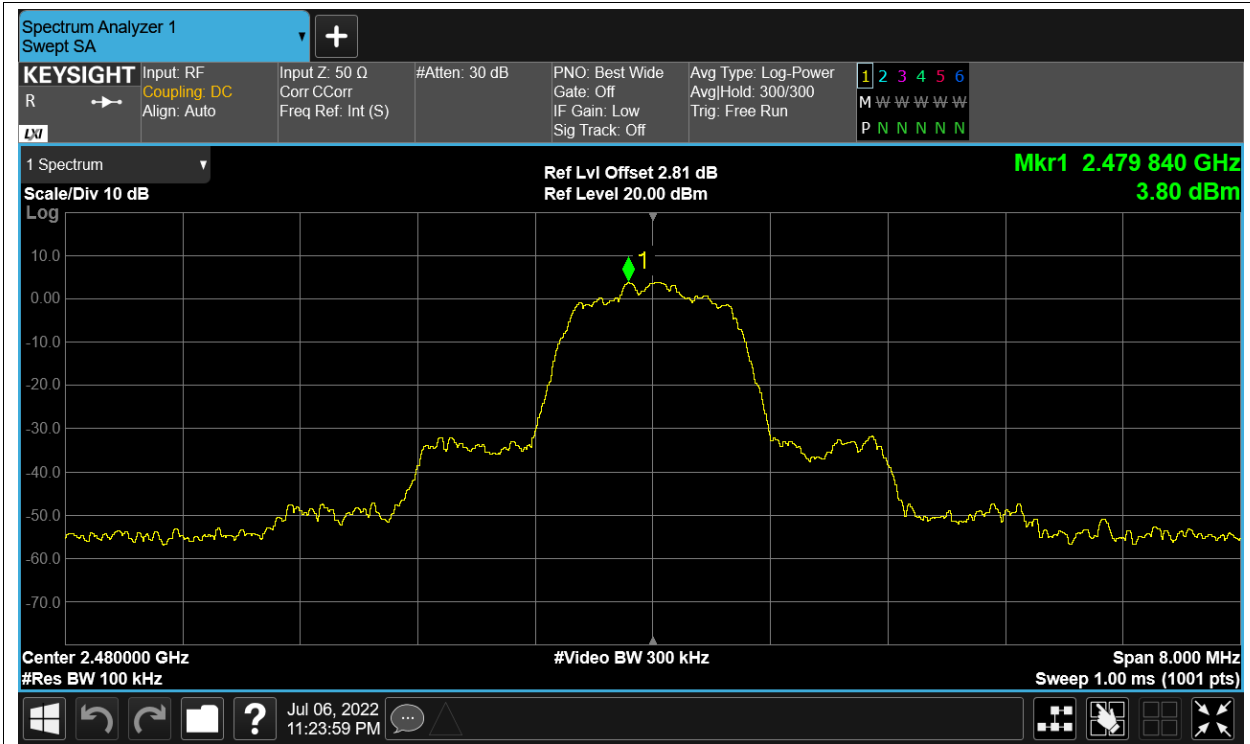 Spectrum Analyzer 1
Swept SA
KEYSIGHT
R
LXI
Input: RF
Coupling: DC
Align: Auto
Input Z: 50 Ω
Corr CCorr
Freq Ref: Int (S)
#Atten: 30 dB
PNO: Best Wide
Gate: Off
IF Gain: Low
Sig Track: Off
Avg Type: Log-Power
Avg|Hold: 300/300
Trig: Free Run
1 2 3 4 5 6
M W W W W W
P N N N N N
1 Spectrum
Scale/Div 10 dB
Log
Ref Lvl Offset 2.81 dB
Ref Level 20.00 dBm
Mkr1 2.479 840 GHz
3.80 dBm
1
10.0
0.00
-10.0
-20.0
-30.0
-40.0
-50.0
-60.0
-70.0
Center 2.480000 GHz
#Res BW 100 kHz
#Video BW 300 kHz
Span 8.000 MHz
Sweep 1.00 ms (1001 pts)
?
Jul 06, 2022
11:23:59 PM